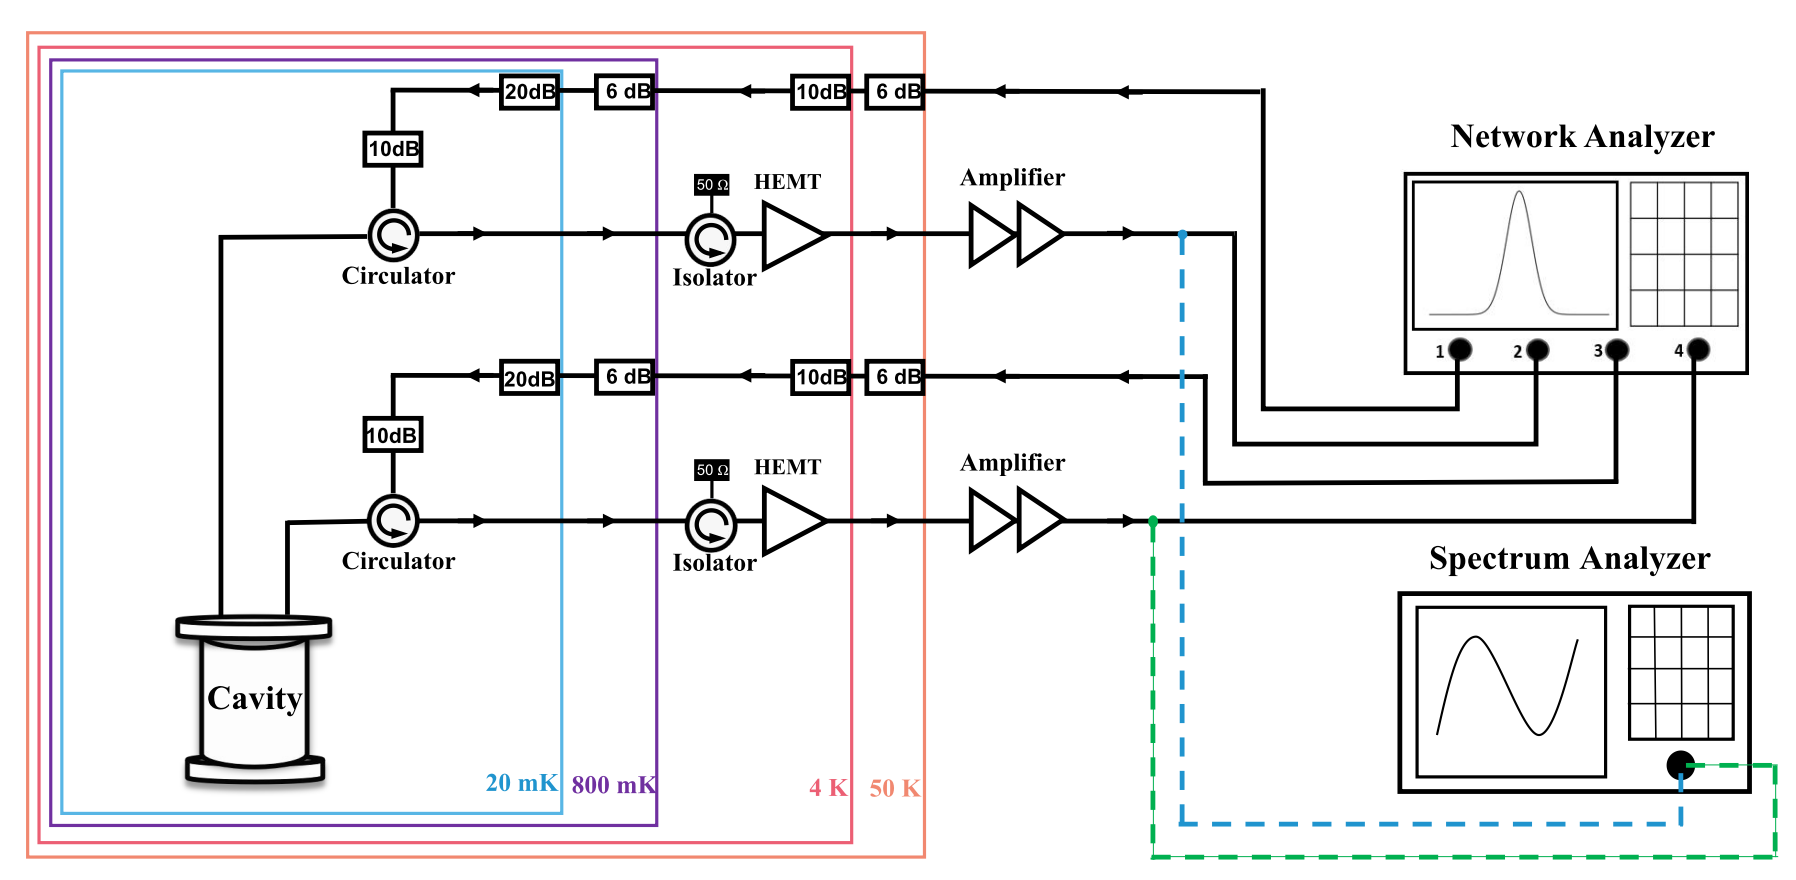 20dB
6 dB
10dB
6 dB
10dB
Network Analyzer
50 Ω
HEMT
Amplifier
Circulator
Isolator
1
2
3
4
20dB
6 dB
10dB
6 dB
10dB
50 Ω
HEMT
Amplifier
Circulator
Isolator
Spectrum Analyzer
Cavity
20 mK
800 mK
4 K
50 K